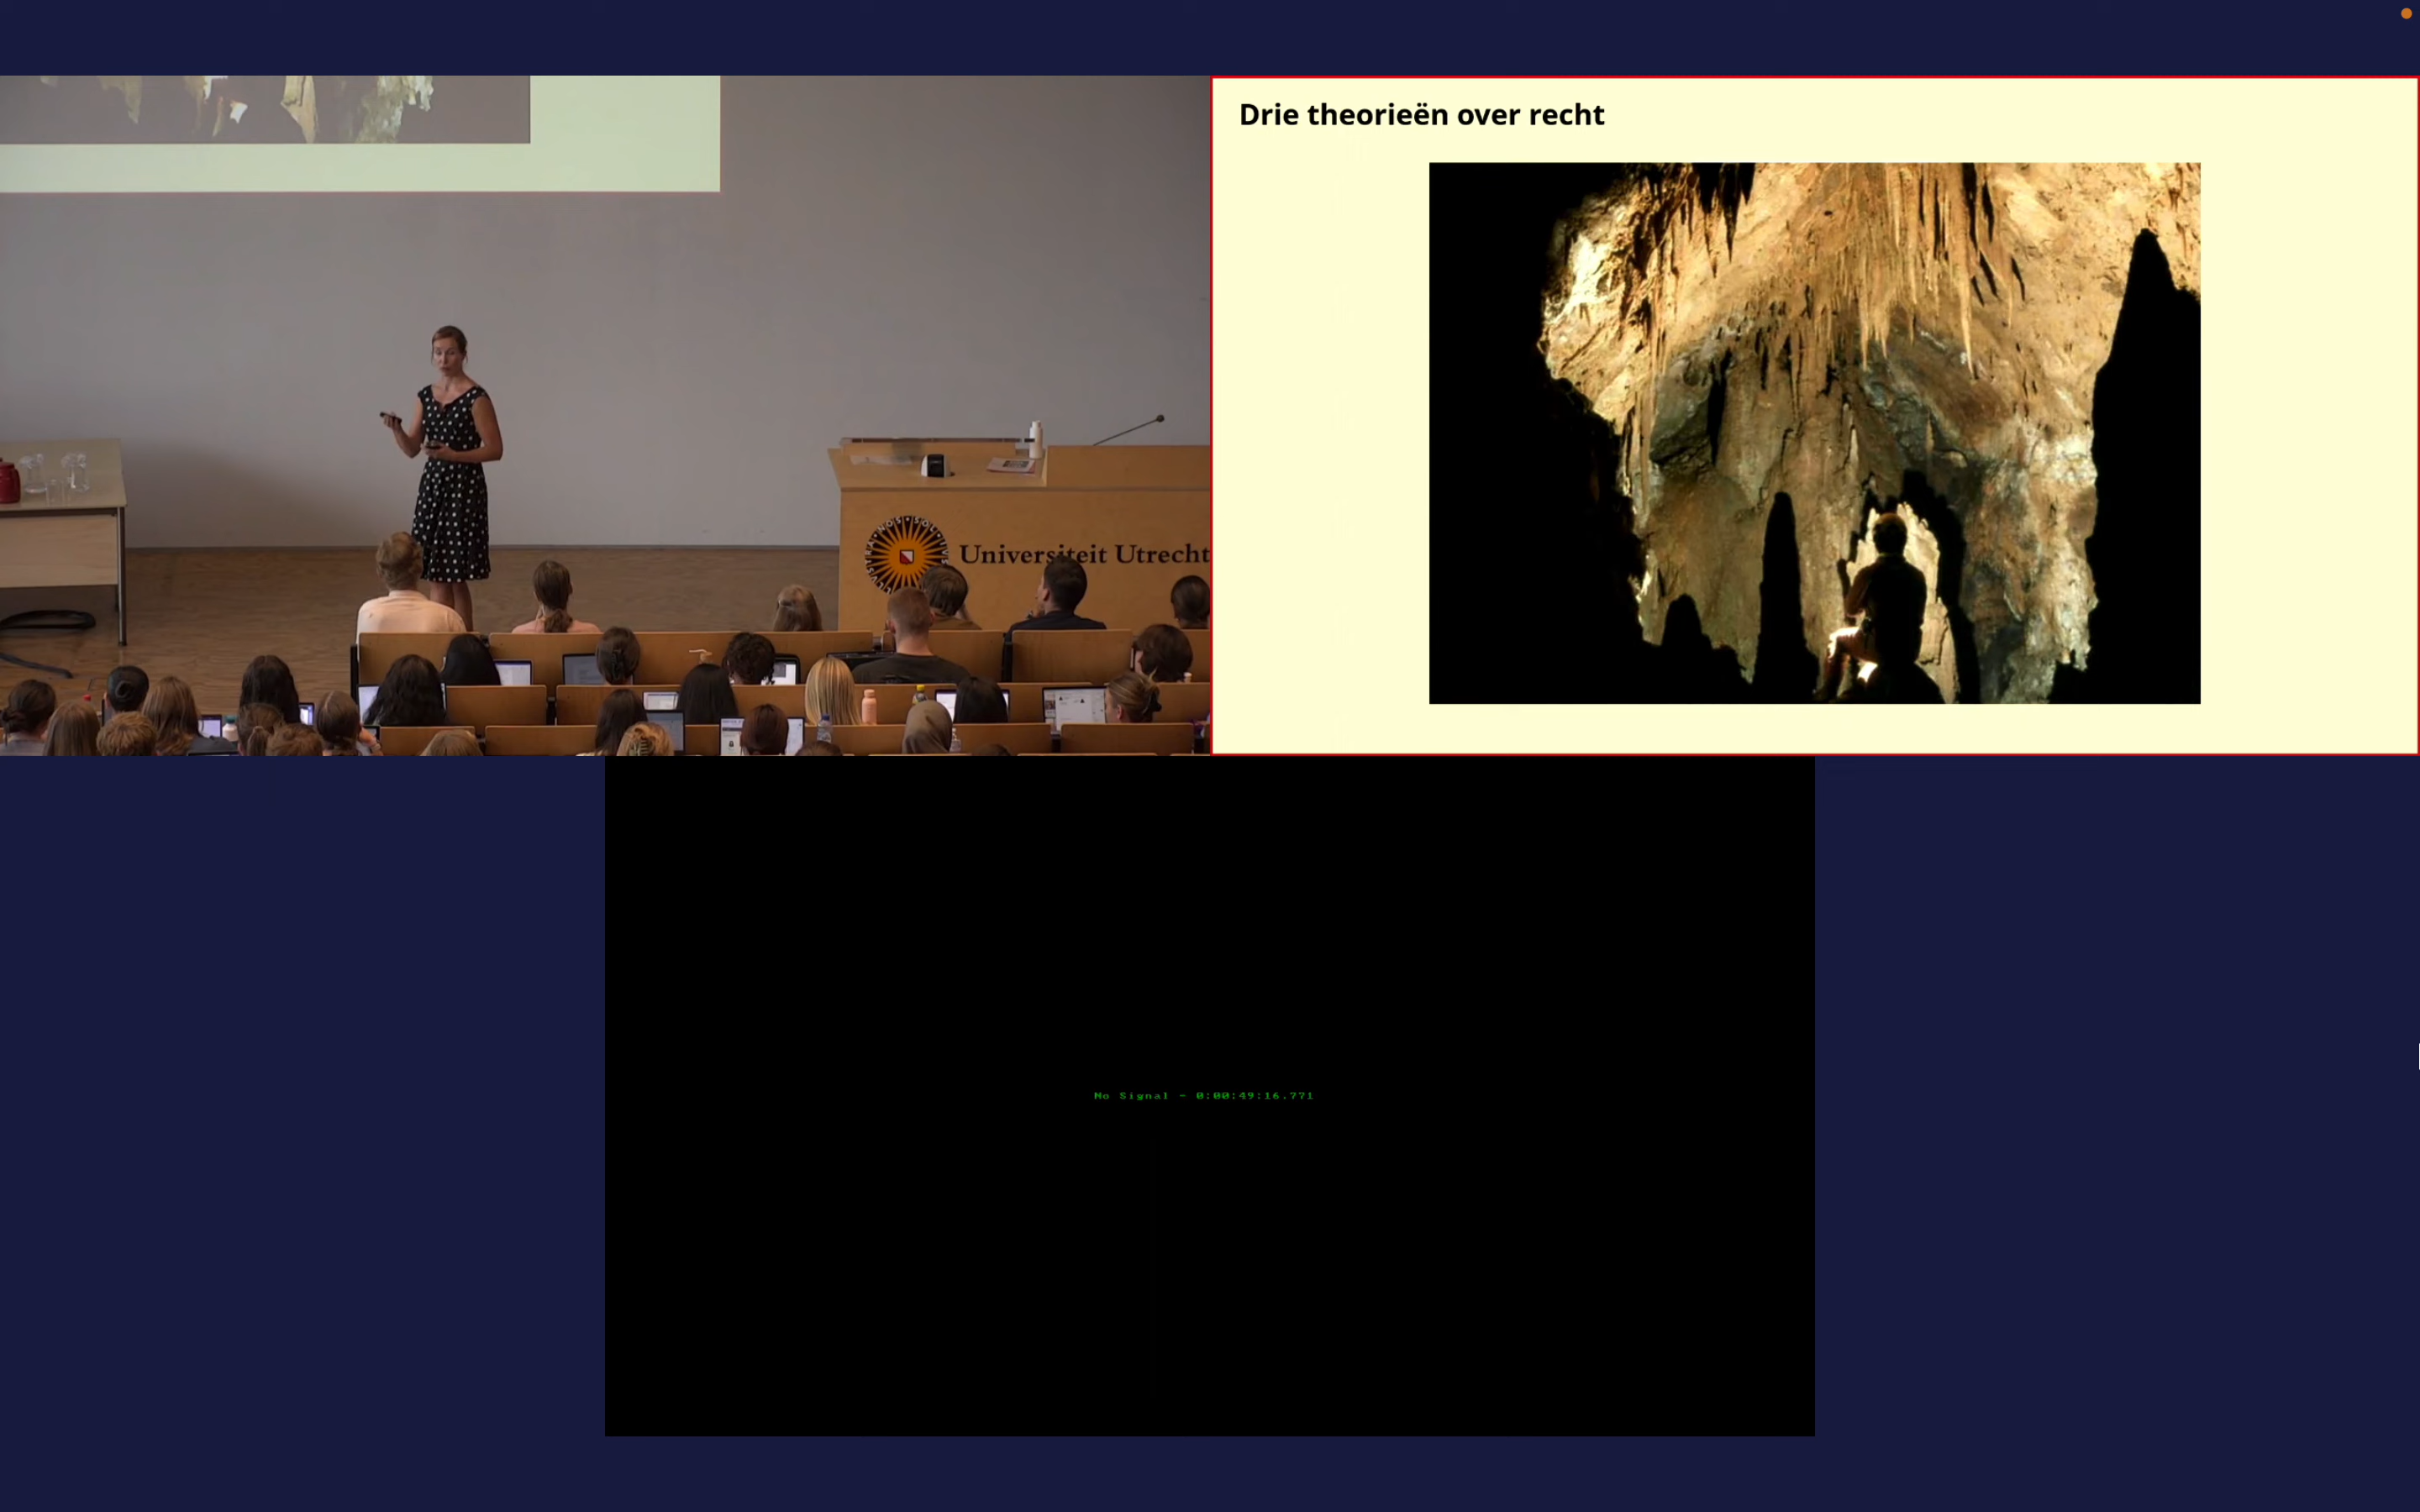 Drie theorieën over recht
Universiteit Utrecht
No Signal - 0:00:49:16.771